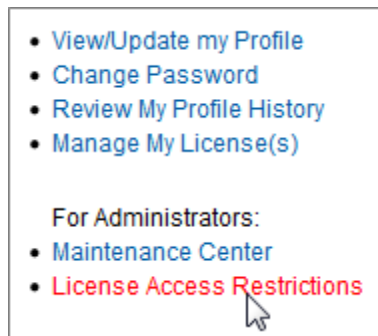 • View/Update my Profile
• Change Password
• Review My Profile History
• Manage My License(s)
For Administrators:
• Maintenance Center
• License Access Restrictions